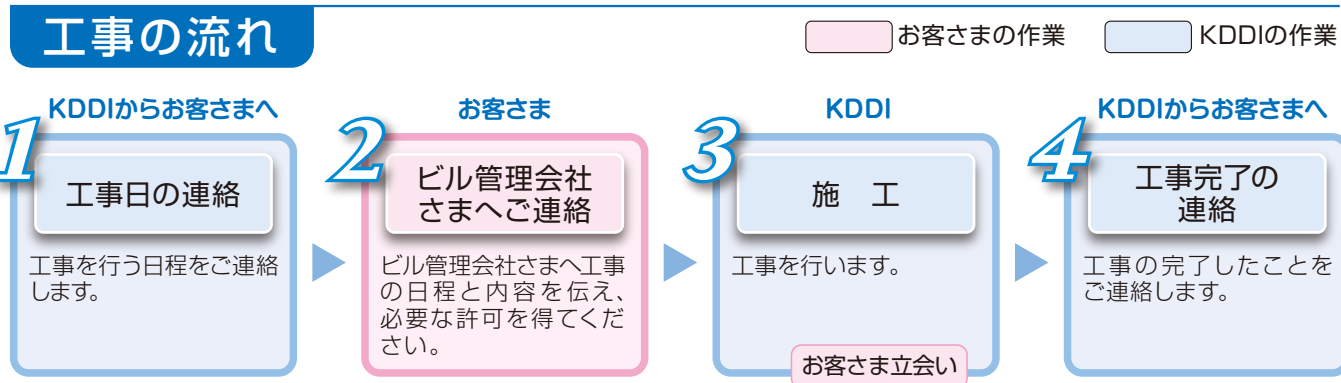 工事の流れ
お客さまの作業
KDDIの作業
KDDIからお客さまへ
1
工事日の連絡
工事を行う日程をご連絡
します。
お客さま
2
ビル管理会社
さまへご連絡
ビル管理会社さまへ工事
の日程と内容を伝え、
必要な許可を得てくだ
さい。
KDDI
3
施　工
工事を行います。
お客さま立会い
KDDIからお客さまへ
4
工事完了の
連絡
工事の完了したことを
ご連絡します。